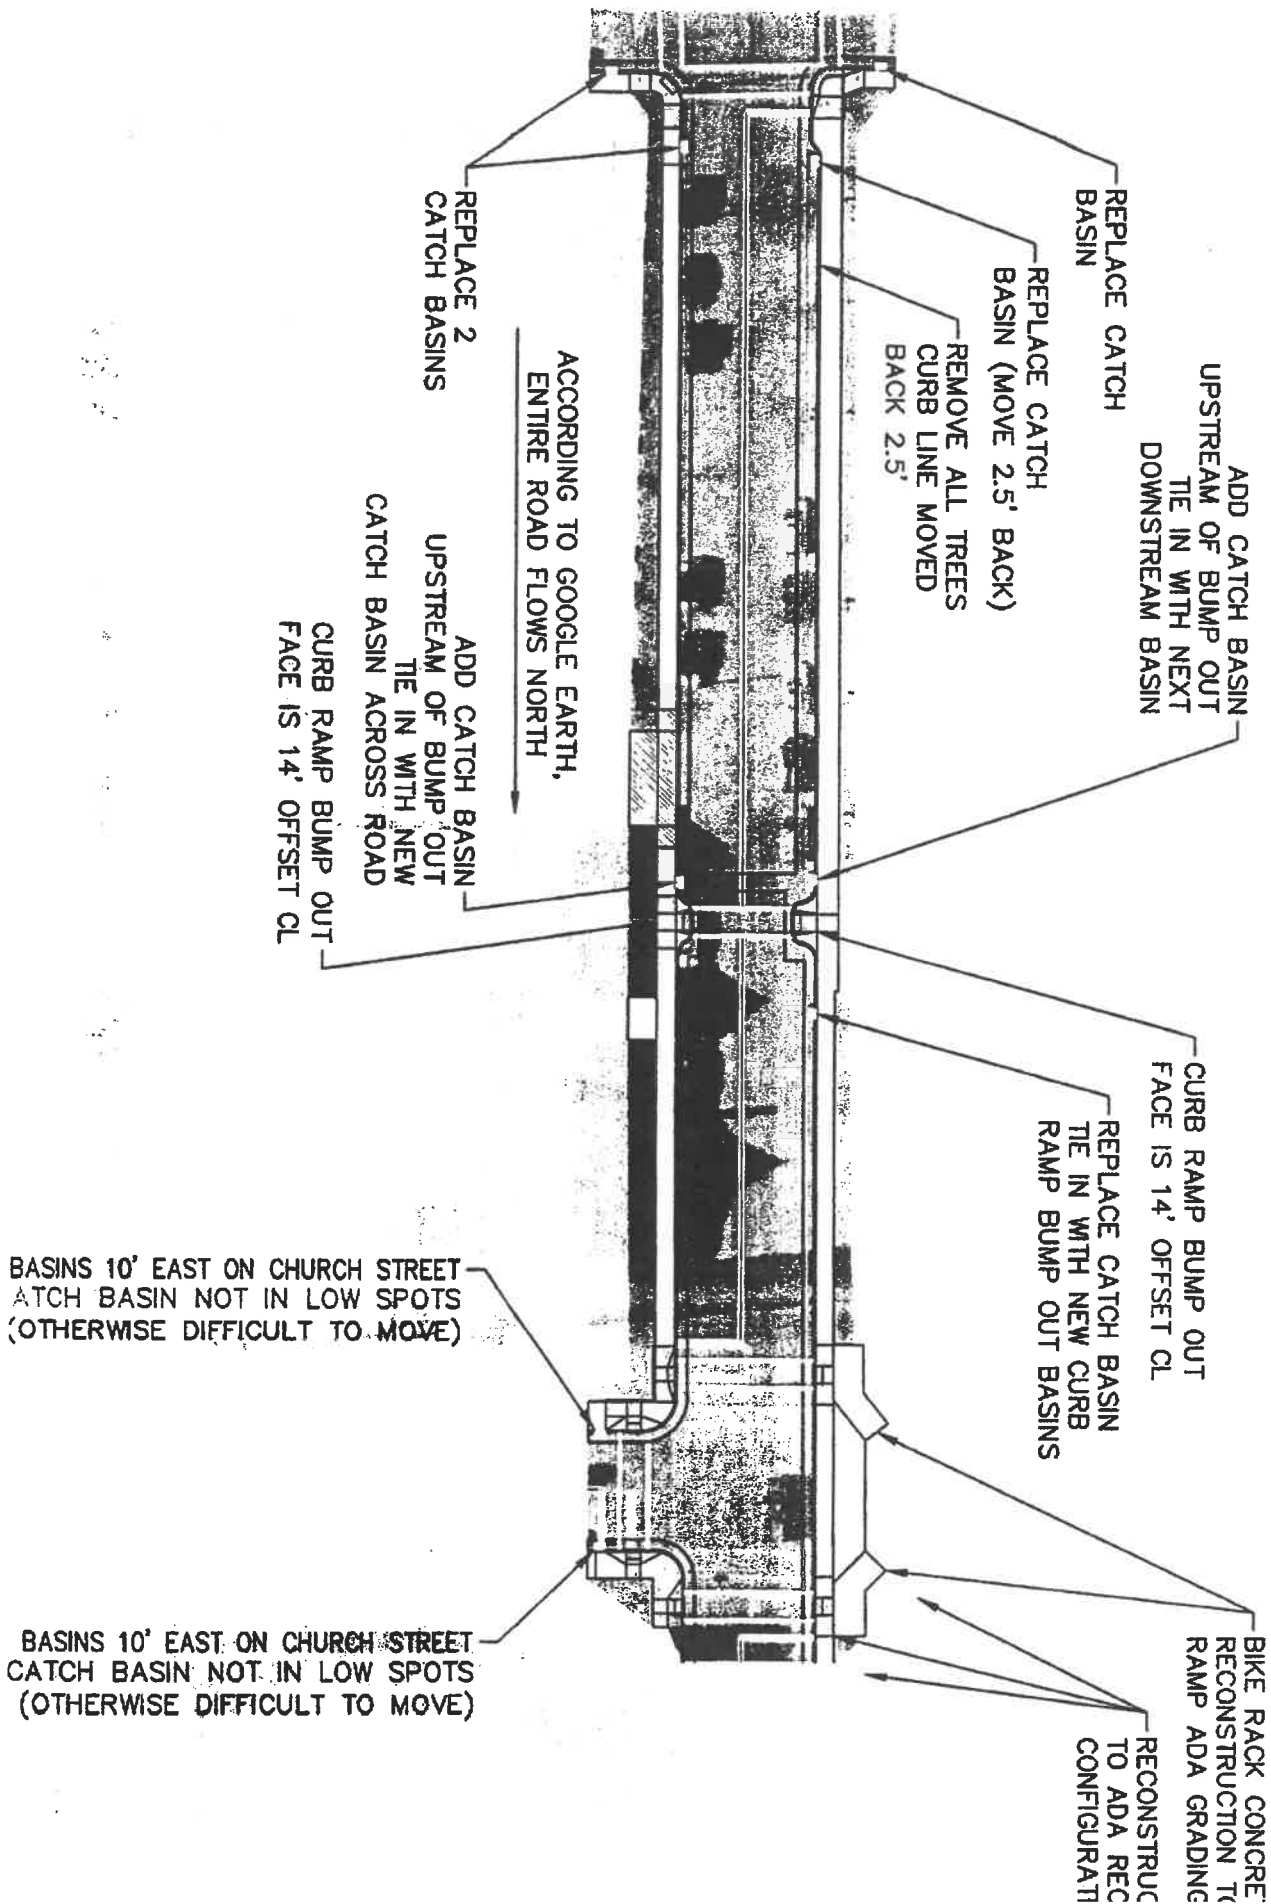 REPLACE CATCH
BASIN
REPLACE CATCH
BASIN (MOVE 2.5' BACK)
REMOVE ALL TREES
CURB LINE MOVED
BACK 2.5'
ADD CATCH BASIN
UPSTREAM OF BUMP OUT
TIE IN WITH NEXT
DOWNSTREAM BASIN
CURB RAMP BUMP OUT
FACE IS 14' OFFSET CL
REPLACE CATCH BASIN
TIE IN WITH NEW CURB
RAMP BUMP OUT BASINS
BIKE RACK CONCRE
RECONSTRUCTION TO
RAMP ADA GRADING
RECONSTRUC
TO ADA REC
CONFIGURATI
REPLACE 2
CATCH BASINS
ACCORDING TO GOOGLE EARTH,
ENTIRE ROAD FLOWS NORTH
ADD CATCH BASIN
UPSTREAM OF BUMP OUT
TIE IN WITH NEW
CATCH BASIN ACROSS ROAD
CURB RAMP BUMP OUT
FACE IS 14' OFFSET CL
BASINS 10' EAST ON CHURCH STREET
ATCH BASIN NOT IN LOW SPOTS
(OTHERWISE DIFFICULT TO MOVE)
BASINS 10' EAST ON CHURCH STREET
CATCH BASIN NOT IN LOW SPOTS
(OTHERWISE DIFFICULT TO MOVE)